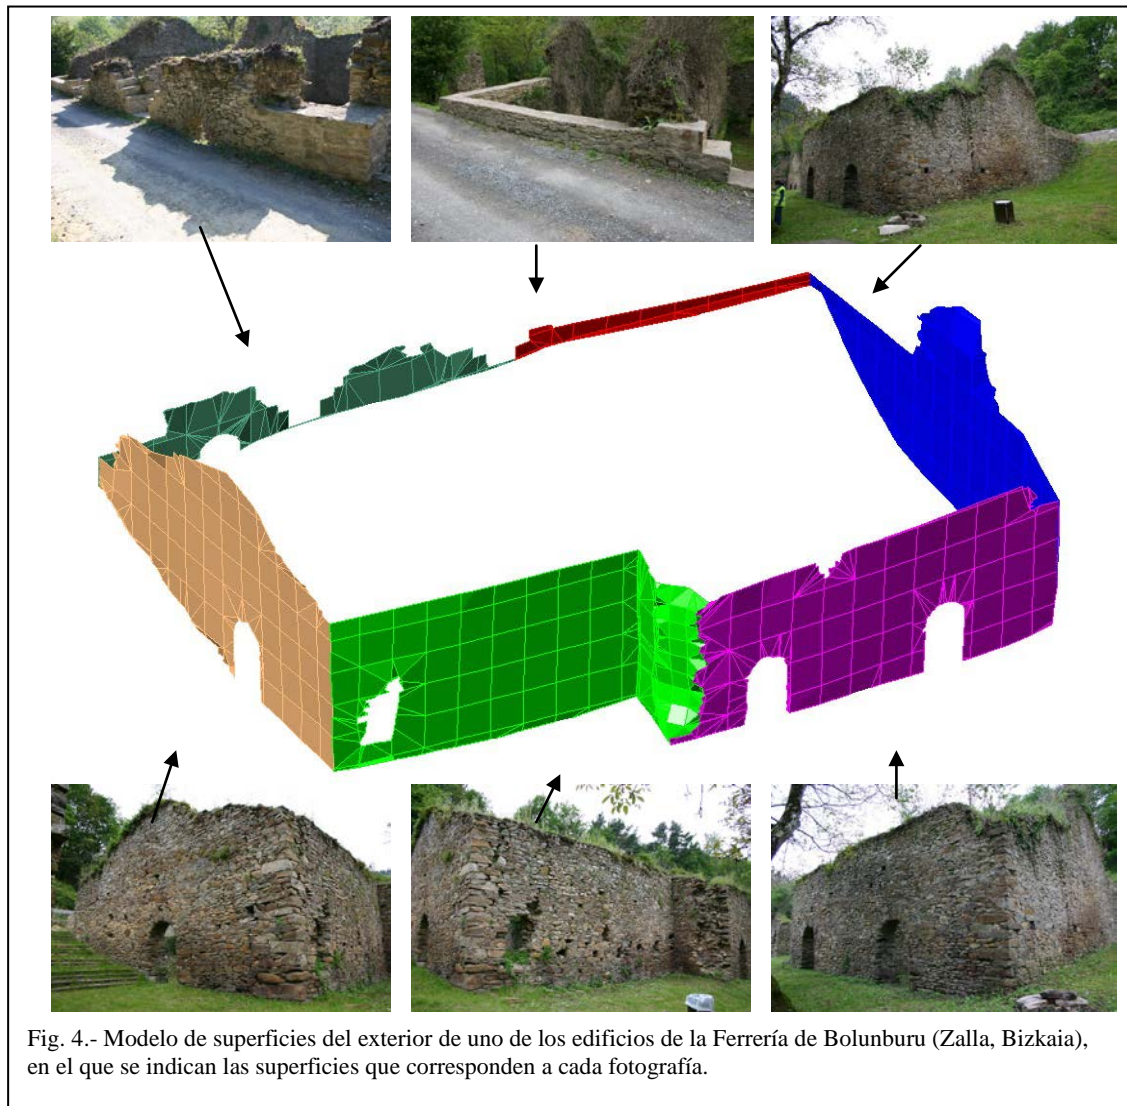 Fig. 4.- Modelo de superficies del exterior de uno de los edificios de la Ferrería de Bolunburu (Zalla, Bizkaia),
en el que se indican las superficies que corresponden a cada fotografía.